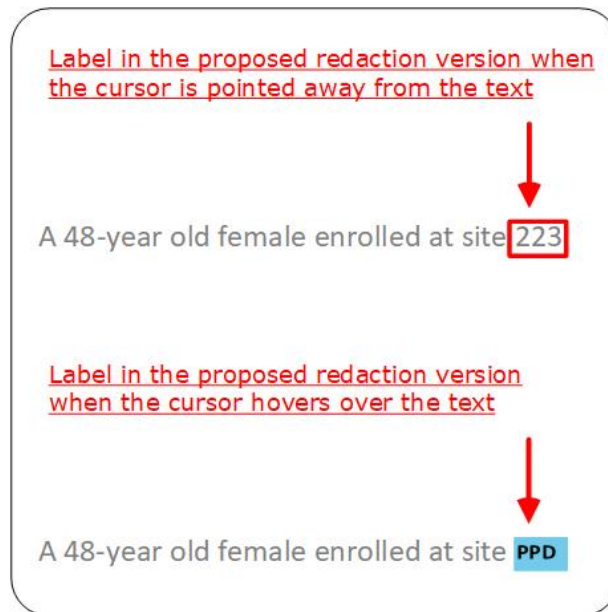 Label in the proposed redaction version when
the cursor is pointed away from the text
A 48-year old female enrolled at site 223
Label in the proposed redaction version
when the cursor hovers over the text
A 48-year old female enrolled at site PPD